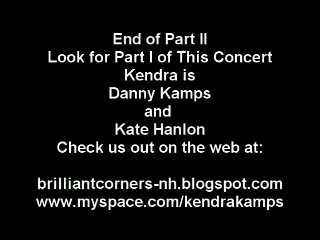 End of Part II
Look for Part I of This Concert
Kendra is
Danny Kamps
and
Kate Hanlon
Check us out on the web at:
brilliantcorners-nh.blogspot.com
www.myspace.com/kendrakamps